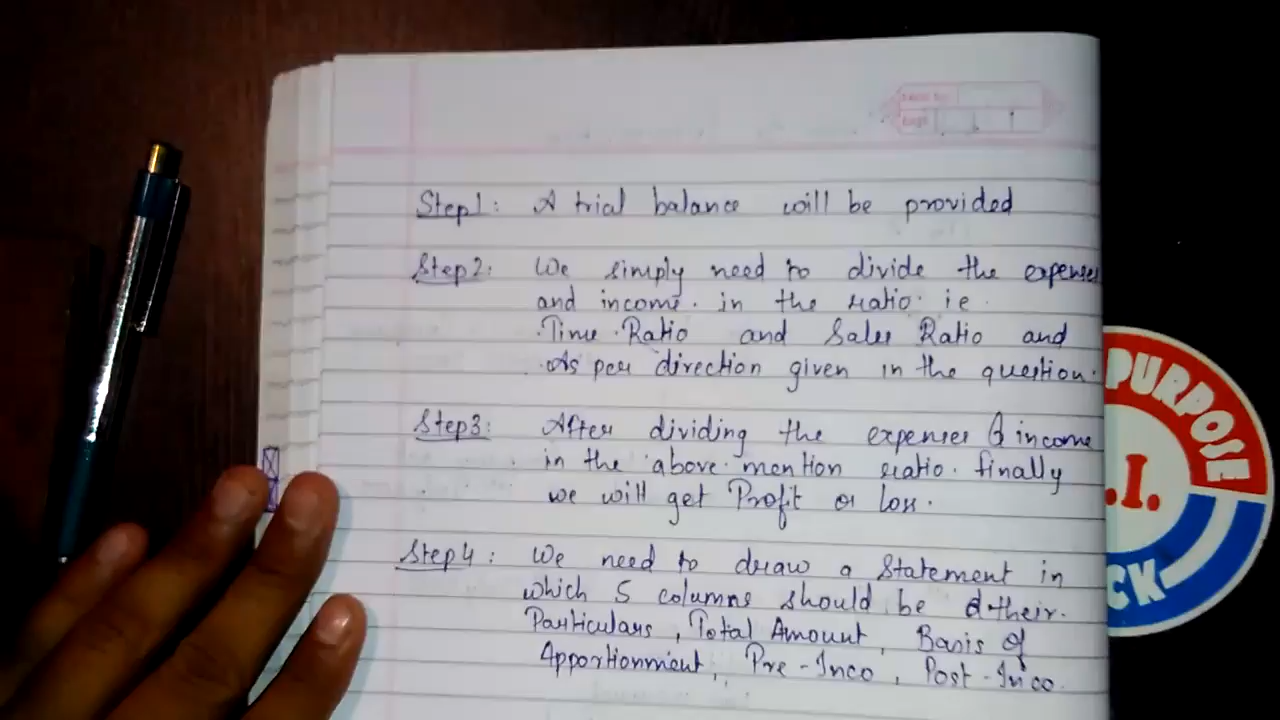 Step1: A trial balance will be provided
Step2: We simply need to divide the expenses
and income. in the ratio. ie.
.Time .Ratio and Sales Ratio and
.As per direction given in the question.
Step3: After dividing the expenses & income
in the above mention ratio. finally
we will get Profit or loss.
Step4: We need to draw a Statement in
which 5 columns should be their.
Particulars, Total Amount, Basis of
Apportionment, Pre-Inco, Post-Inco.
PURPOSE
.I.
CK